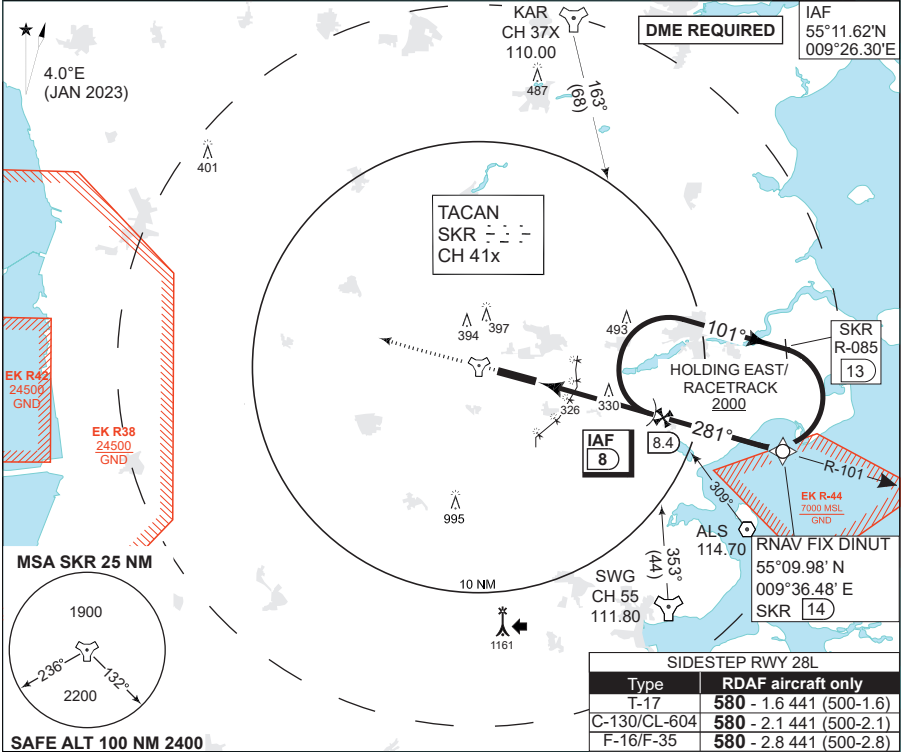 KAR
CH 37X
110.00
DME REQUIRED
IAF
55°11.62'N
009°26.30'E
4.0°E
(JAN 2023)
487
163°
(68)
401
TACAN
SKR
CH 41x
394
397
493
101°
SKR
R-085
13
HOLDING EAST/
RACETRACK
2000
EK R42
24500
GND
EK R38
24500
GND
326
330
IAF
8
8.4
281°
R-101
EK R-44
7000 MSL
GND
309°
995
ALS
114.70
RNAV FIX DINUT
55°09.98' N
009°36.48' E
SKR 14
353°
(44)
SWG
CH 55
111.80
10 NM
1161
MSA SKR 25 NM
1900
236°
132°
2200
SAFE ALT 100 NM 2400
SIDESTEP RWY 28L
Type RDAF aircraft only
T-17 580 - 1.6 441 (500-1.6)
C-130/CL-604 580 - 2.1 441 (500-2.1)
F-16/F-35 580 - 2.8 441 (500-2.8)